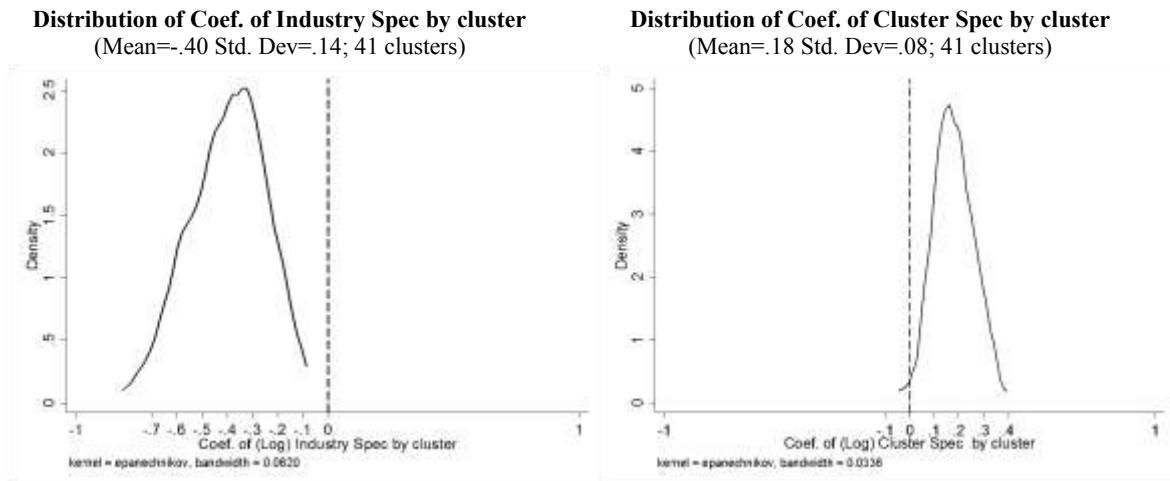 Distribution of Coef. of Industry Spec by cluster
(Mean=-.40 Std. Dev=.14; 41 clusters)
Density
0 .5 1 1.5 2 2.5
-1 -.7 -.6 -.5 -.4 -.3 -.2 -.1 0 1
Coef. of (Log) Industry Spec by cluster
kernel = epanechnikov, bandwidth = 0.0620
Distribution of Coef. of Cluster Spec by cluster
(Mean=.18 Std. Dev=.08; 41 clusters)
Density
0 1 2 3 4 5
-1 -.1 0 .1 .2 .3 .4 1
Coef. of (Log) Cluster Spec by cluster
kernel = epanechnikov, bandwidth = 0.0336